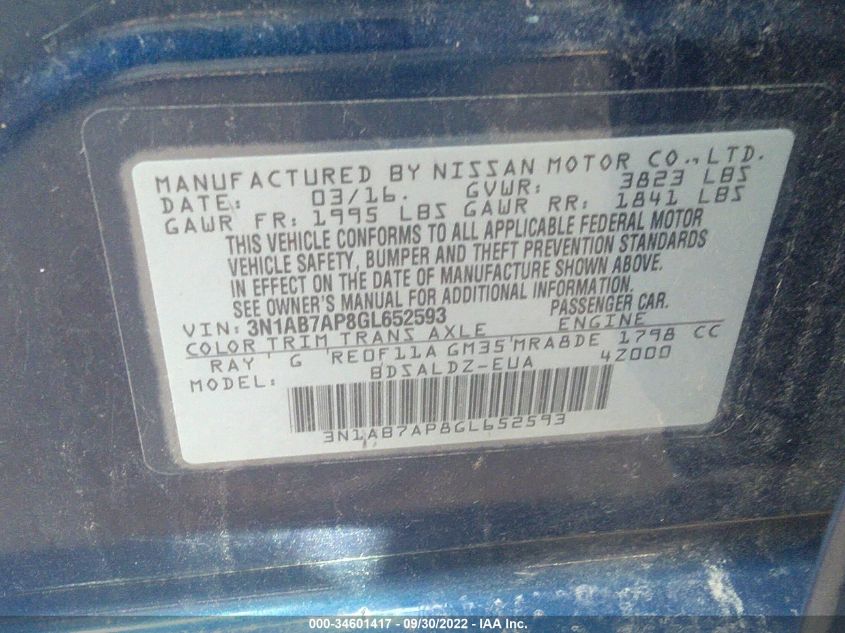 MANUFACTURED BY NISSAN MOTOR CO.,LTD.
DATE: 03/16. GVWR: 3823 LBS
GAWR FR: 1995 LBS GAWR RR: 1841 LBS
THIS VEHICLE CONFORMS TO ALL APPLICABLE FEDERAL MOTOR
VEHICLE SAFETY, BUMPER AND THEFT PREVENTION STANDARDS
IN EFFECT ON THE DATE OF MANUFACTURE SHOWN ABOVE.
SEE OWNER'S MANUAL FOR ADDITIONAL INFORMATION.
VIN: 3N1AB7AP8GL652593 PASSENGER CAR.
COLOR TRIM TRANS AXLE ENGINE
RAY G RE0F11A GM35 MRA8DE 1798 CC
MODEL: BDSALDZ-EUA 4Z000
3N1AB7AP8GL652593
000-34601417 - 09/30/2022 - IAA Inc.